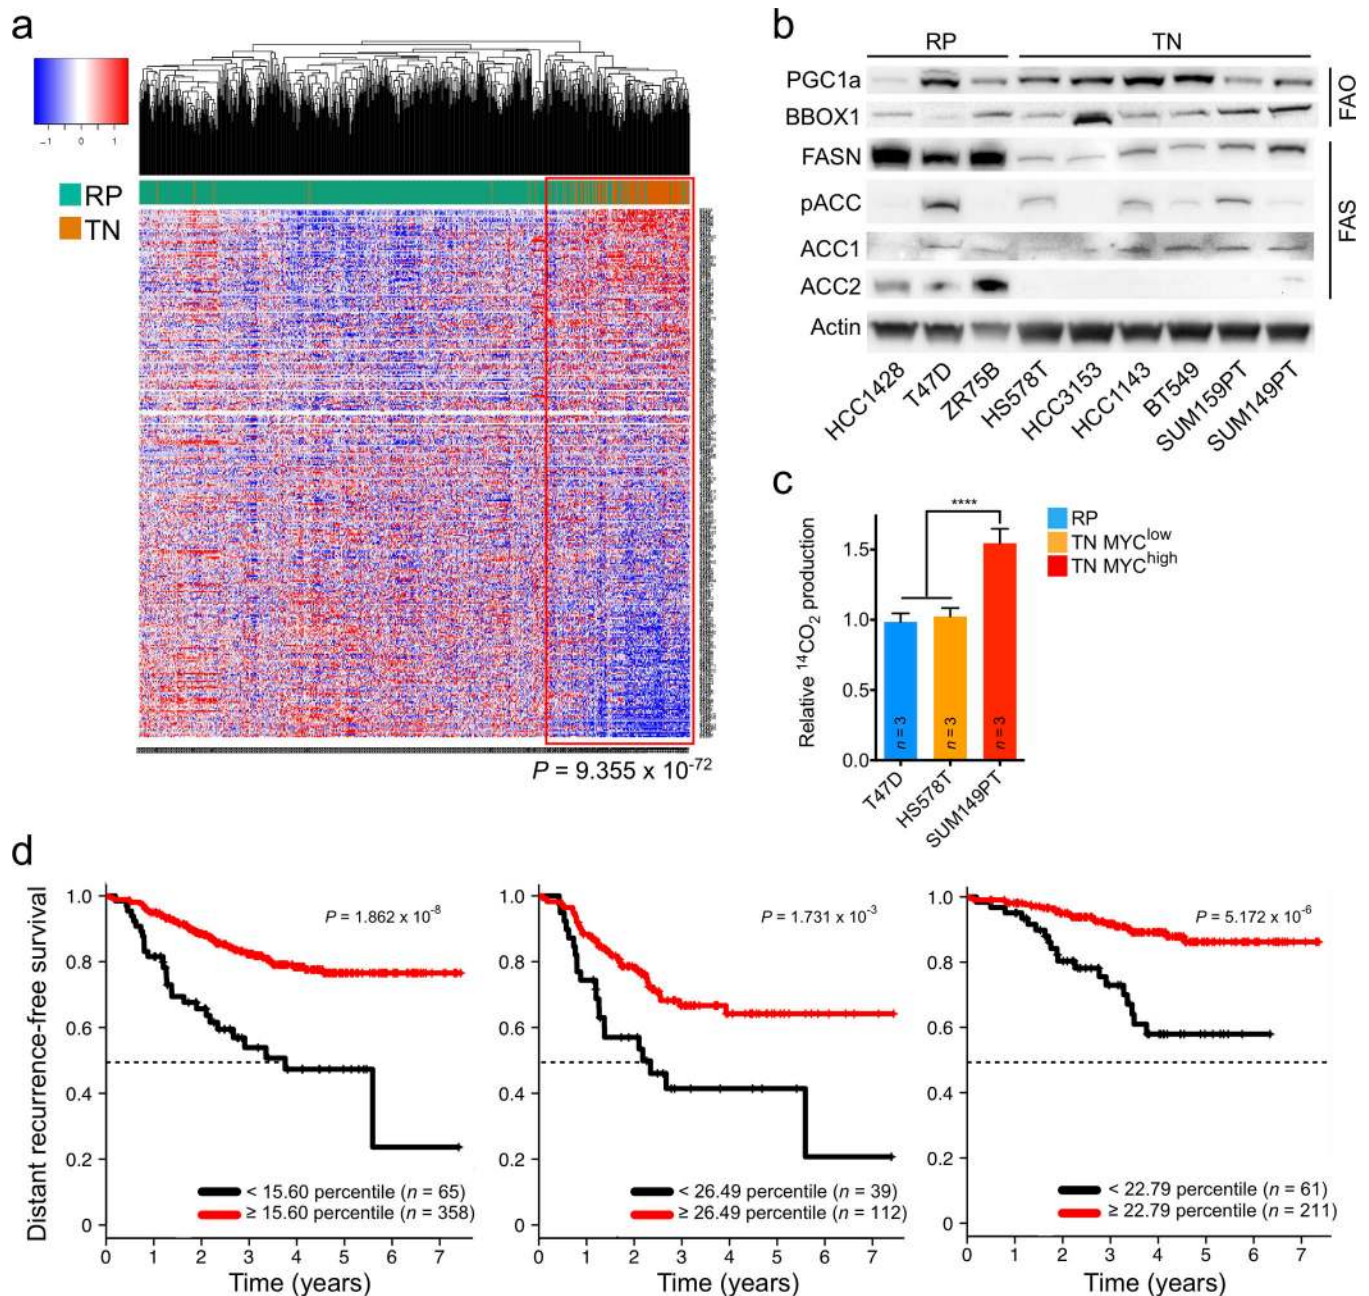 a
−1 0 1
RP
TN
P = 9.355 x 10-72
b
RP TN
PGC1a
BBOX1
FASN
pACC
ACC1
ACC2
Actin
FAO
FAS
HCC1428
T47D
ZR75B
HS578T
HCC3153
HCC1143
BT549
SUM159PT
SUM149PT
c
Relative 14CO2 production
1.5
1.0
0.5
0.0
****
n = 3
n = 3
n = 3
T47D
HS578T
SUM149PT
RP
TN MYClow
TN MYChigh
d
Distant recurrence-free survival
1.0
0.8
0.6
0.4
0.2
0
P = 1.862 x 10-8
< 15.60 percentile (n = 65)
≥ 15.60 percentile (n = 358)
0 1 2 3 4 5 6 7
Time (years)
1.0
0.8
0.6
0.4
0.2
0
P = 1.731 x 10-3
< 26.49 percentile (n = 39)
≥ 26.49 percentile (n = 112)
0 1 2 3 4 5 6 7
Time (years)
1.0
0.8
0.6
0.4
0.2
0
P = 5.172 x 10-6
< 22.79 percentile (n = 61)
≥ 22.79 percentile (n = 211)
0 1 2 3 4 5 6 7
Time (years)